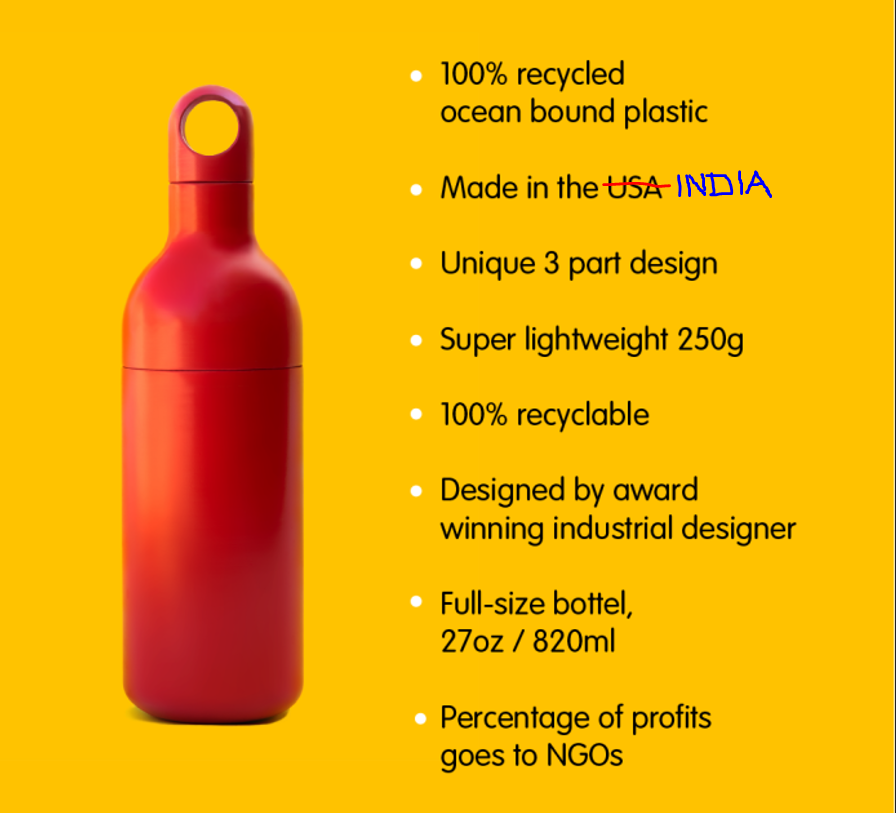 100% recycled
ocean bound plastic
Made in the USA INDIA
Unique 3 part design
Super lightweight 250g
100% recyclable
Designed by award
winning industrial designer
Full-size bottel,
27oz / 820ml
Percentage of profits
goes to NGOs